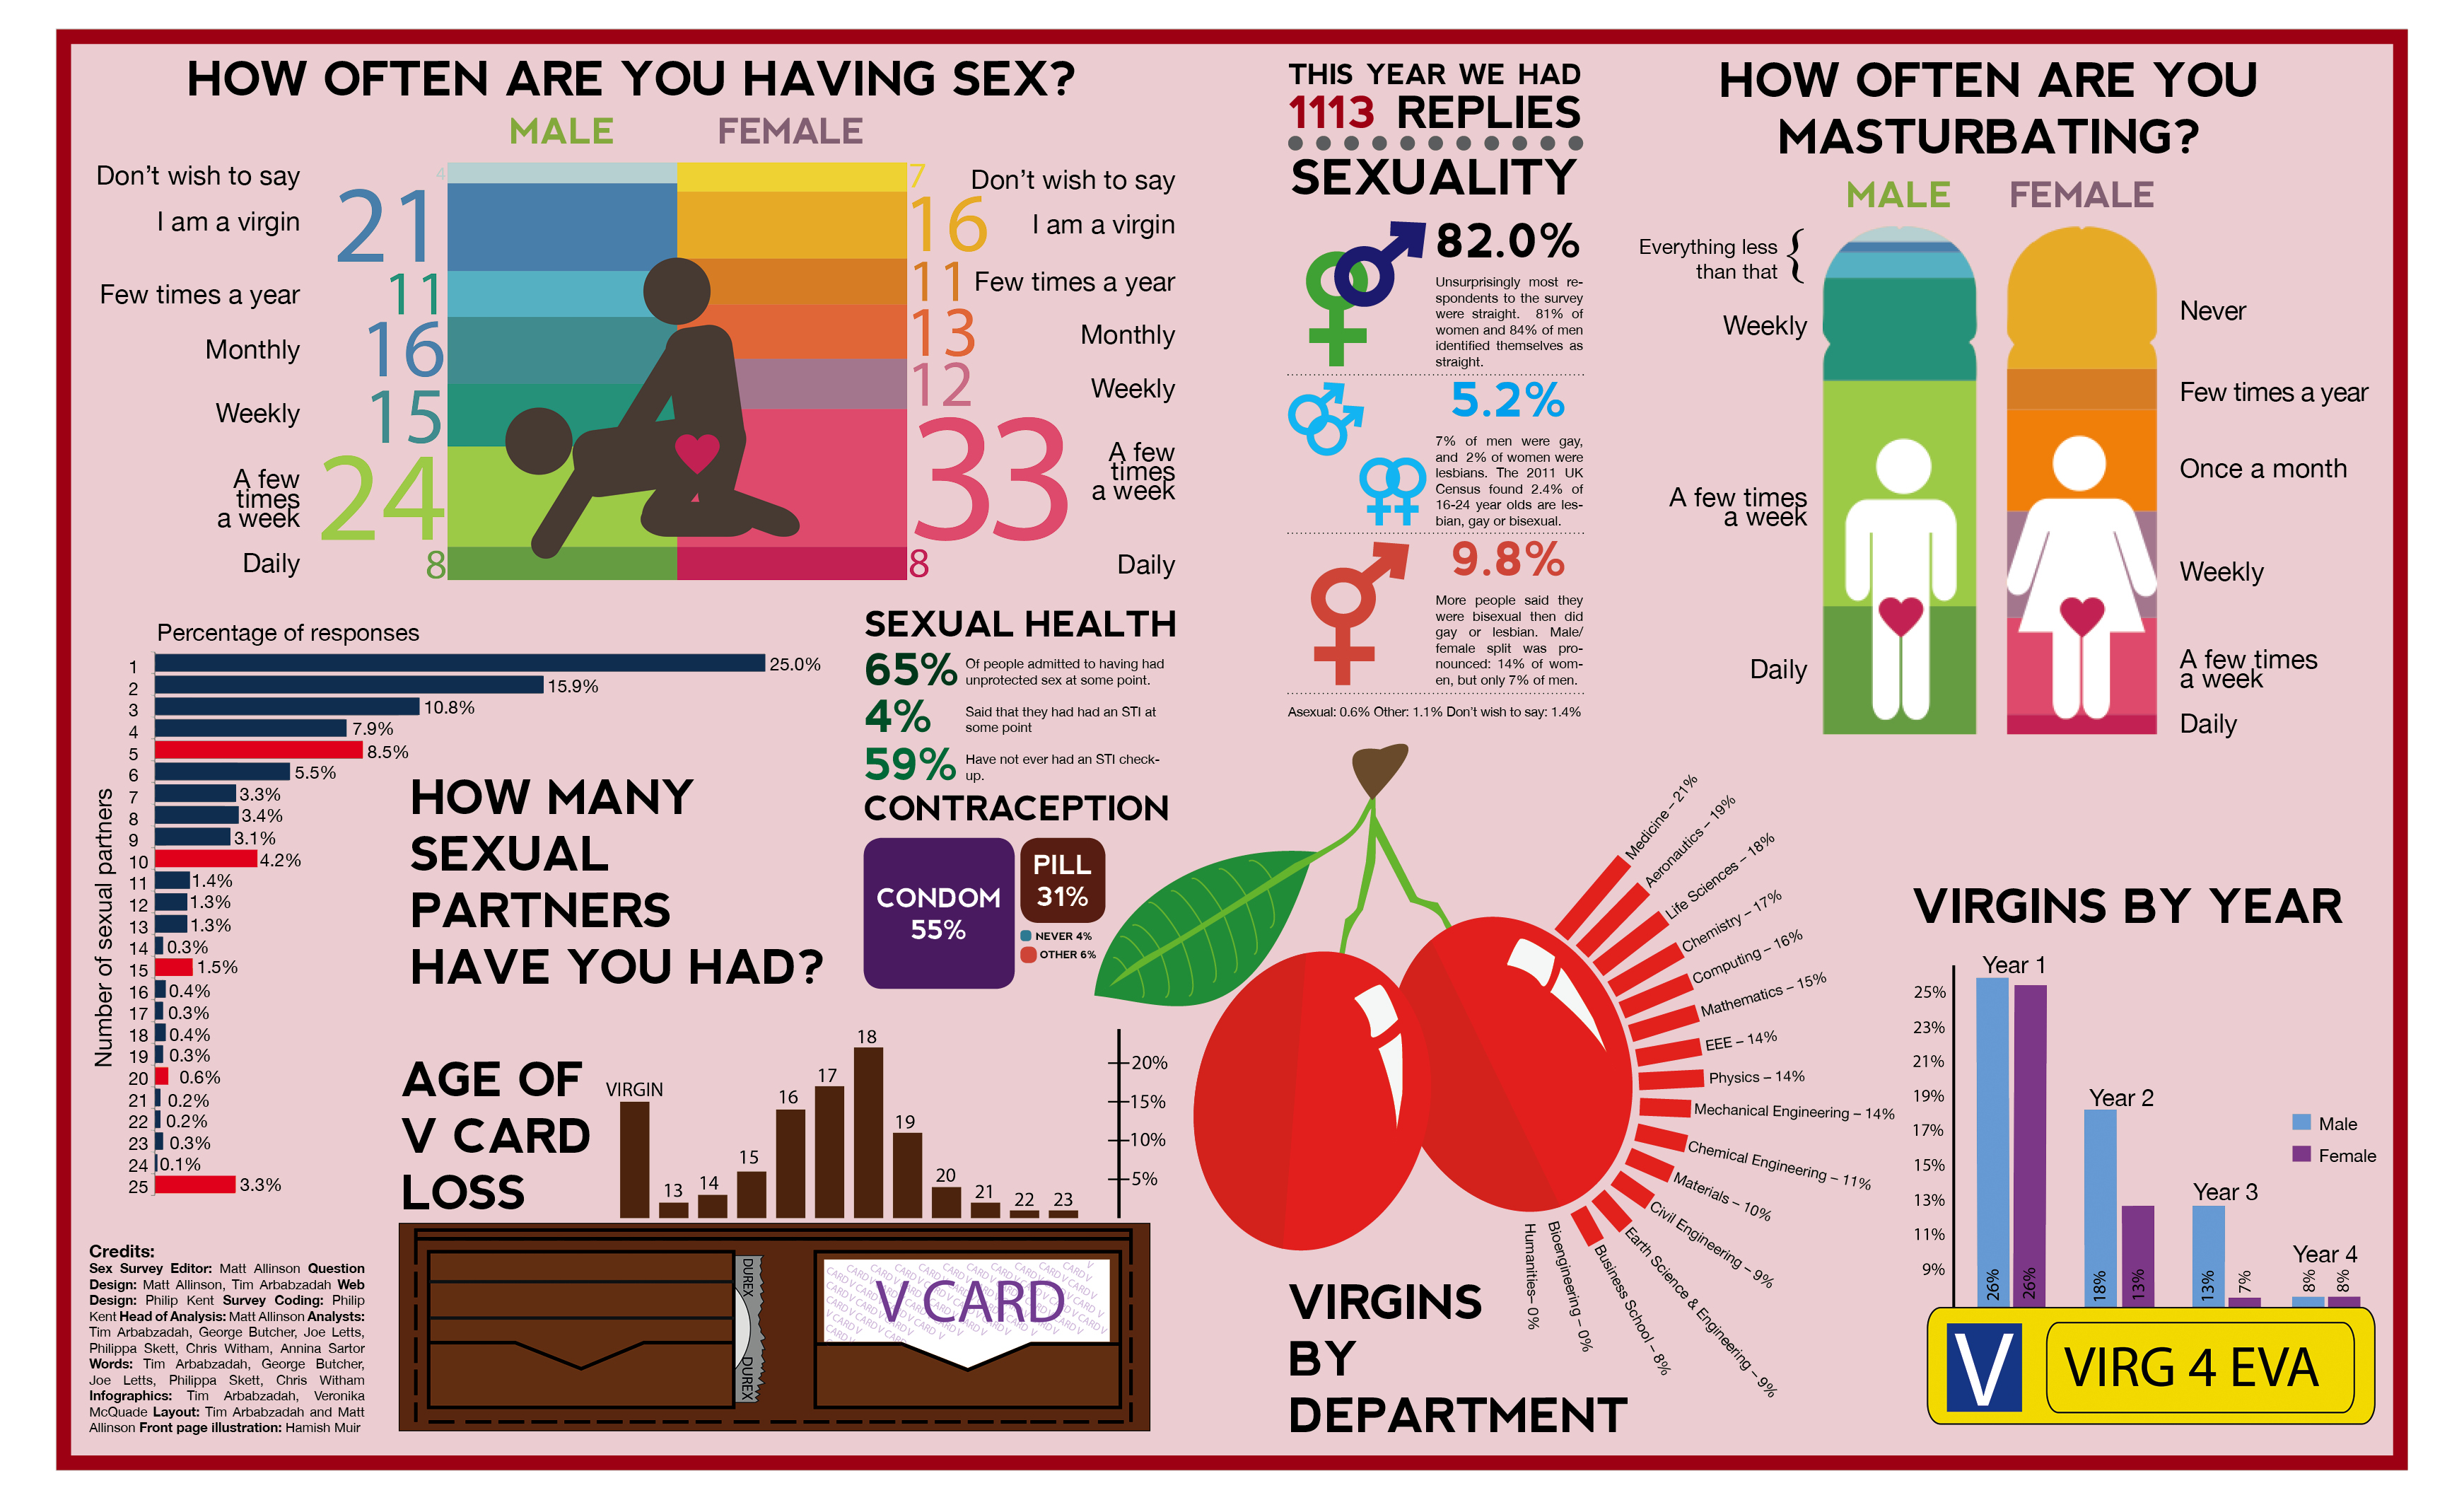 HOW OFTEN ARE YOU HAVING SEX?
MALE
FEMALE
Don't wish to say
I am a virgin
Few times a year
Monthly
Weekly
A few
times
a week
Daily
4
21
11
16
15
24
8
7
16
11
13
12
33
8
Don't wish to say
I am a virgin
Few times a year
Monthly
Weekly
A few
times
a week
Daily
Percentage of responses
Number of sexual partners
1 25.0%
2 15.9%
3 10.8%
4 7.9%
5 8.5%
6 5.5%
7 3.3%
8 3.4%
9 3.1%
10 4.2%
11 1.4%
12 1.3%
13 1.3%
14 0.3%
15 1.5%
16 0.4%
17 0.3%
18 0.4%
19 0.3%
20 0.6%
21 0.2%
22 0.2%
23 0.3%
24 0.1%
25 3.3%
HOW MANY
SEXUAL
PARTNERS
HAVE YOU HAD?
SEXUAL HEALTH
65%
Of people admitted to having had
unprotected sex at some point.
4%
Said that they had had an STI at
some point
59%
Have not ever had an STI check-
up.
CONTRACEPTION
CONDOM
55%
PILL
31%
NEVER 4%
OTHER 6%
AGE OF
V CARD
LOSS
VIRGIN
13
14
15
16
17
18
19
20
21
22
23
20%
15%
10%
5%
DUREX
DUREX
V CARD
Credits:
Sex Survey Editor: Matt Allinson Question
Design: Matt Allinson, Tim Arbabzadah Web
Design: Philip Kent Survey Coding: Philip
Kent Head of Analysis: Matt Allinson Analysts:
Tim Arbabzadah, George Butcher, Joe Letts,
Philippa Skett, Chris Witham, Annina Sartor
Words: Tim Arbabzadah, George Butcher,
Joe Letts, Philippa Skett, Chris Witham
Infographics: Tim Arbabzadah, Veronika
McQuade Layout: Tim Arbabzadah and Matt
Allinson Front page illustration: Hamish Muir
THIS YEAR WE HAD
1113 REPLIES
SEXUALITY
82.0%
Unsurprisingly most re-
spondents to the survey
were straight. 81% of
women and 84% of men
identified themselves as
straight.
5.2%
7% of men were gay,
and 2% of women were
lesbians. The 2011 UK
Census found 2.4% of
16-24 year olds are les-
bian, gay or bisexual.
9.8%
More people said they
were bisexual then did
gay or lesbian. Male/
female split was pro-
nounced: 14% of wom-
en, but only 7% of men.
Asexual: 0.6% Other: 1.1% Don't wish to say: 1.4%
HOW OFTEN ARE YOU
MASTURBATING?
MALE
FEMALE
Everything less
than that
Weekly
A few times
a week
Daily
Never
Few times a year
Once a month
Weekly
A few times
a week
Daily
Medicine – 21%
Aeronautics – 19%
Life Sciences – 18%
Chemistry – 17%
Computing – 16%
Mathematics – 15%
EEE – 14%
Physics – 14%
Mechanical Engineering – 14%
Chemical Engineering – 11%
Materials – 10%
Civil Engineering – 9%
Earth Science & Engineering – 9%
Business School – 8%
Bioengineering – 0%
Humanities– 0%
VIRGINS
BY
DEPARTMENT
VIRGINS BY YEAR
25%
23%
21%
19%
17%
15%
13%
11%
9%
Year 1
Year 2
Year 3
Year 4
26%
26%
18%
13%
13%
7%
8%
8%
Male
Female
V
VIRG 4 EVA